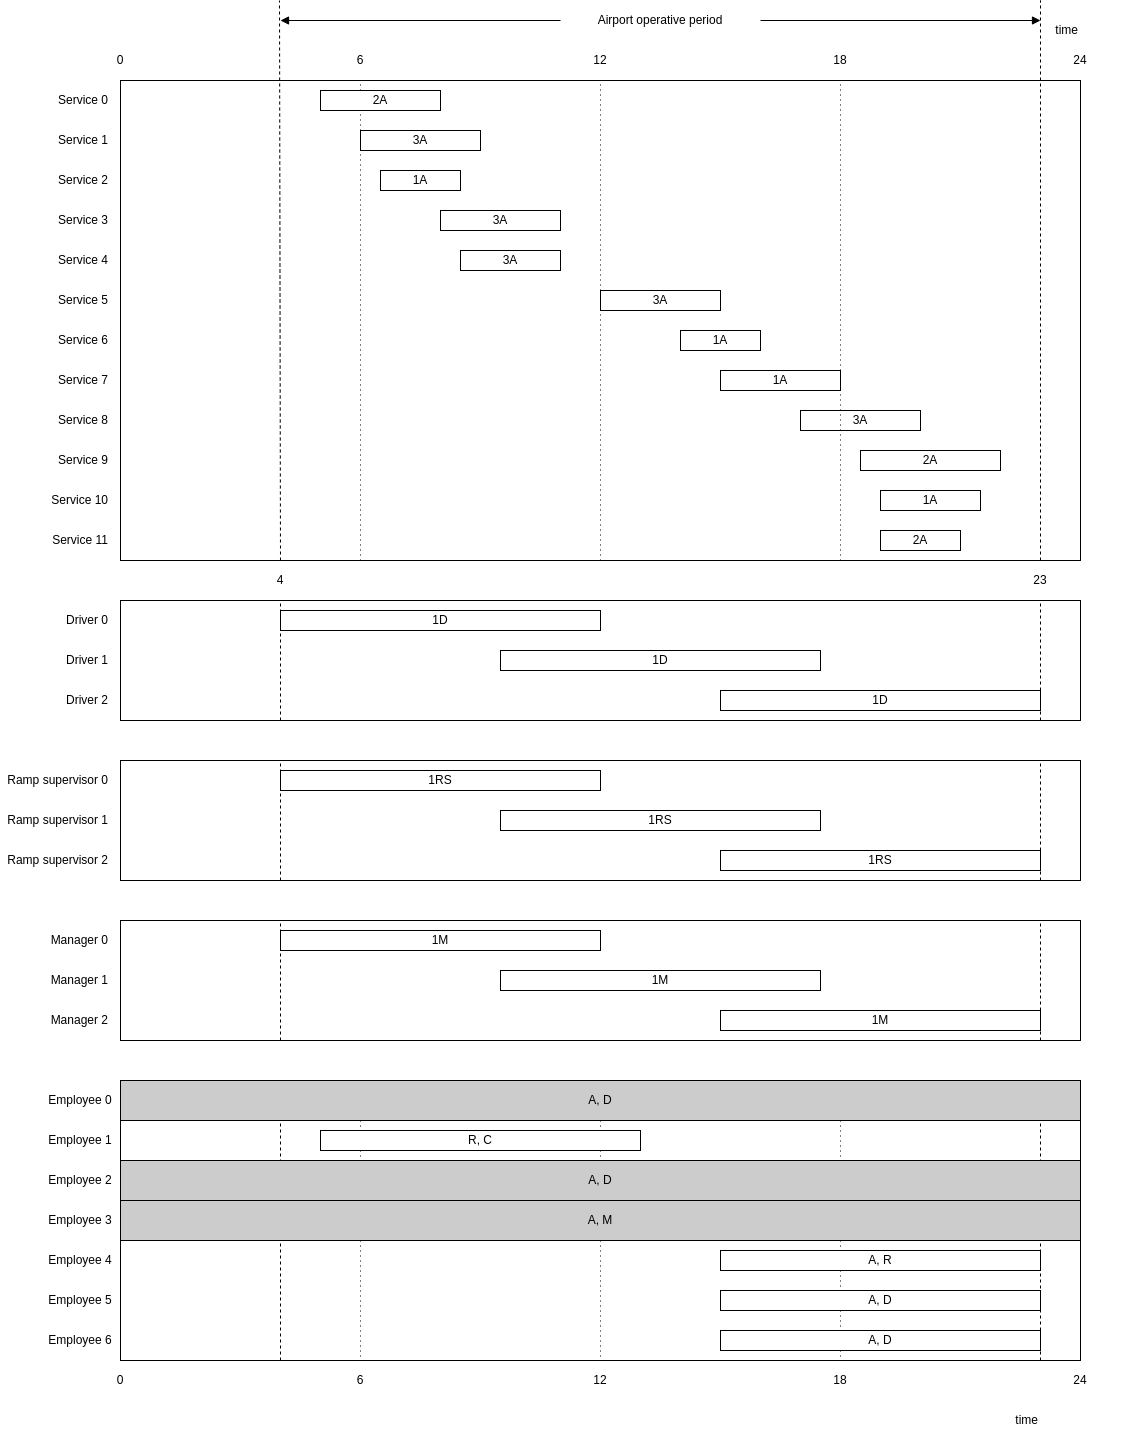 Airport operative period
time
0 6 12 18 24
Service 0 2A
Service 1 3A
Service 2 1A
Service 3 3A
Service 4 3A
Service 5 3A
Service 6 1A
Service 7 1A
Service 8 3A
Service 9 2A
Service 10 1A
Service 11 2A
4 23
Driver 0 1D
Driver 1 1D
Driver 2 1D
Ramp supervisor 0 1RS
Ramp supervisor 1 1RS
Ramp supervisor 2 1RS
Manager 0 1M
Manager 1 1M
Manager 2 1M
Employee 0 A, D
Employee 1 R, C
Employee 2 A, D
Employee 3 A, M
Employee 4 A, R
Employee 5 A, D
Employee 6 A, D
0 6 12 18 24
time